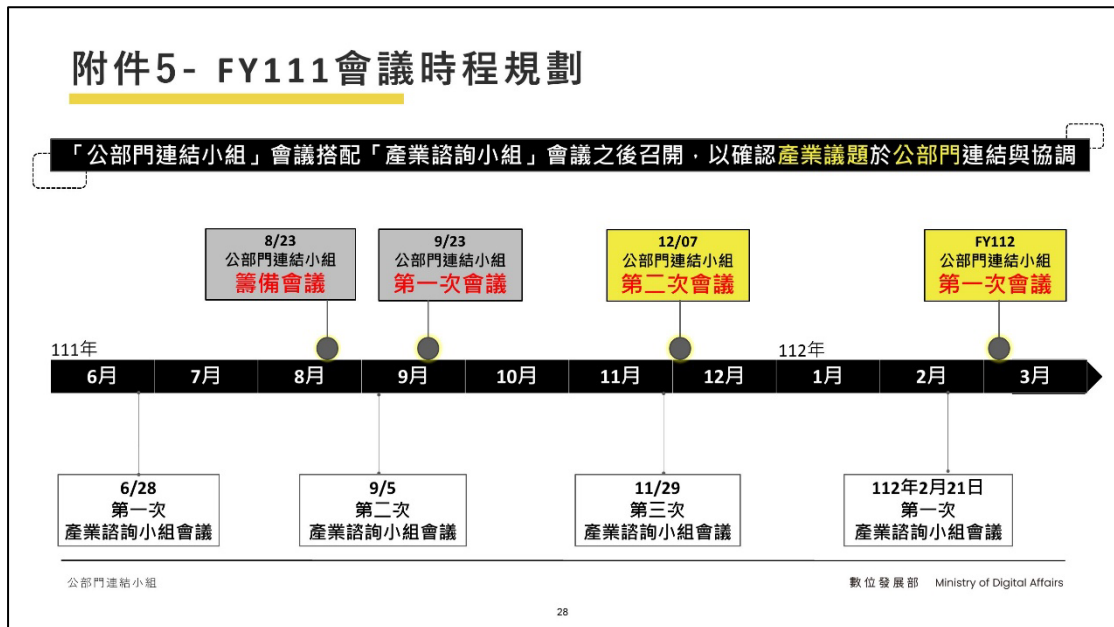 附件5- FY111會議時程規劃
「公部門連結小組」會議搭配「產業諮詢小組」會議之後召開，以確認產業議題於公部門連結與協調
8/23
公部門連結小組
籌備會議
9/23
公部門連結小組
第一次會議
12/07
公部門連結小組
第二次會議
FY112
公部門連結小組
第一次會議
111年
112年
6月 7月 8月 9月 10月 11月 12月 1月 2月 3月
6/28
第一次
產業諮詢小組會議
9/5
第二次
產業諮詢小組會議
11/29
第三次
產業諮詢小組會議
112年2月21日
第一次
產業諮詢小組會議
公部門連結小組
數位發展部 Ministry of Digital Affairs
28